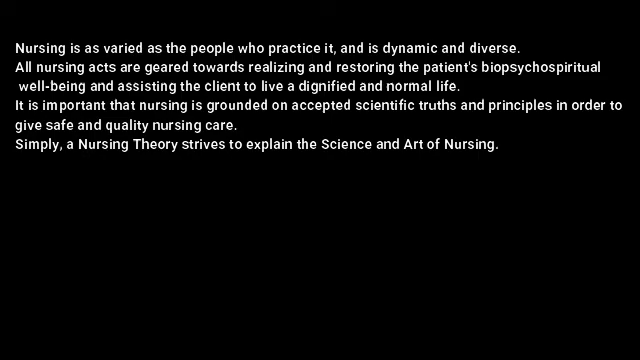 Nursing is as varied as the people who practice it, and is dynamic and diverse.
All nursing acts are geared towards realizing and restoring the patient's biopsychospiritual
well-being and assisting the client to live a dignified and normal life.
It is important that nursing is grounded on accepted scientific truths and principles in order to
give safe and quality nursing care.
Simply, a Nursing Theory strives to explain the Science and Art of Nursing.